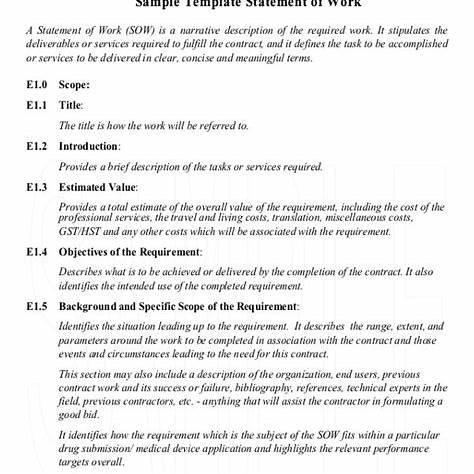 Sample Template Statement of Work
A Statement of Work (SOW) is a narrative description of the required work. It stipulates the
deliverables or services required to fulfill the contract, and it defines the task to be accomplished
or services to be delivered in clear, concise and meaningful terms.
E1.0 Scope:
E1.1 Title:
The title is how the work will be referred to.
E1.2 Introduction:
Provides a brief description of the tasks or services required.
E1.3 Estimated Value:
Provides a total estimate of the overall value of the requirement, including the cost of the
professional services, the travel and living costs, translation, miscellaneous costs,
GST/HST and any other costs which will be associated with the requirement.
E1.4 Objectives of the Requirement:
Describes what is to be achieved or delivered by the completion of the contract. It also
identifies the intended use of the completed requirement.
E1.5 Background and Specific Scope of the Requirement:
Identifies the situation leading up to the requirement. It describes the range, extent, and
parameters around the work to be completed in association with the contract and those
events and circumstances leading to the need for this contract.
This section may also include a description of the organization, end users, previous
contract work and its success or failure, bibliography, references, technical experts in the
field, previous contractors, etc. - anything that will assist the contractor in formulating a
good bid.
It identifies how the requirement which is the subject of the SOW fits within a particular
drug submission/ medical device application and highlights the relevant performance
targets overall.